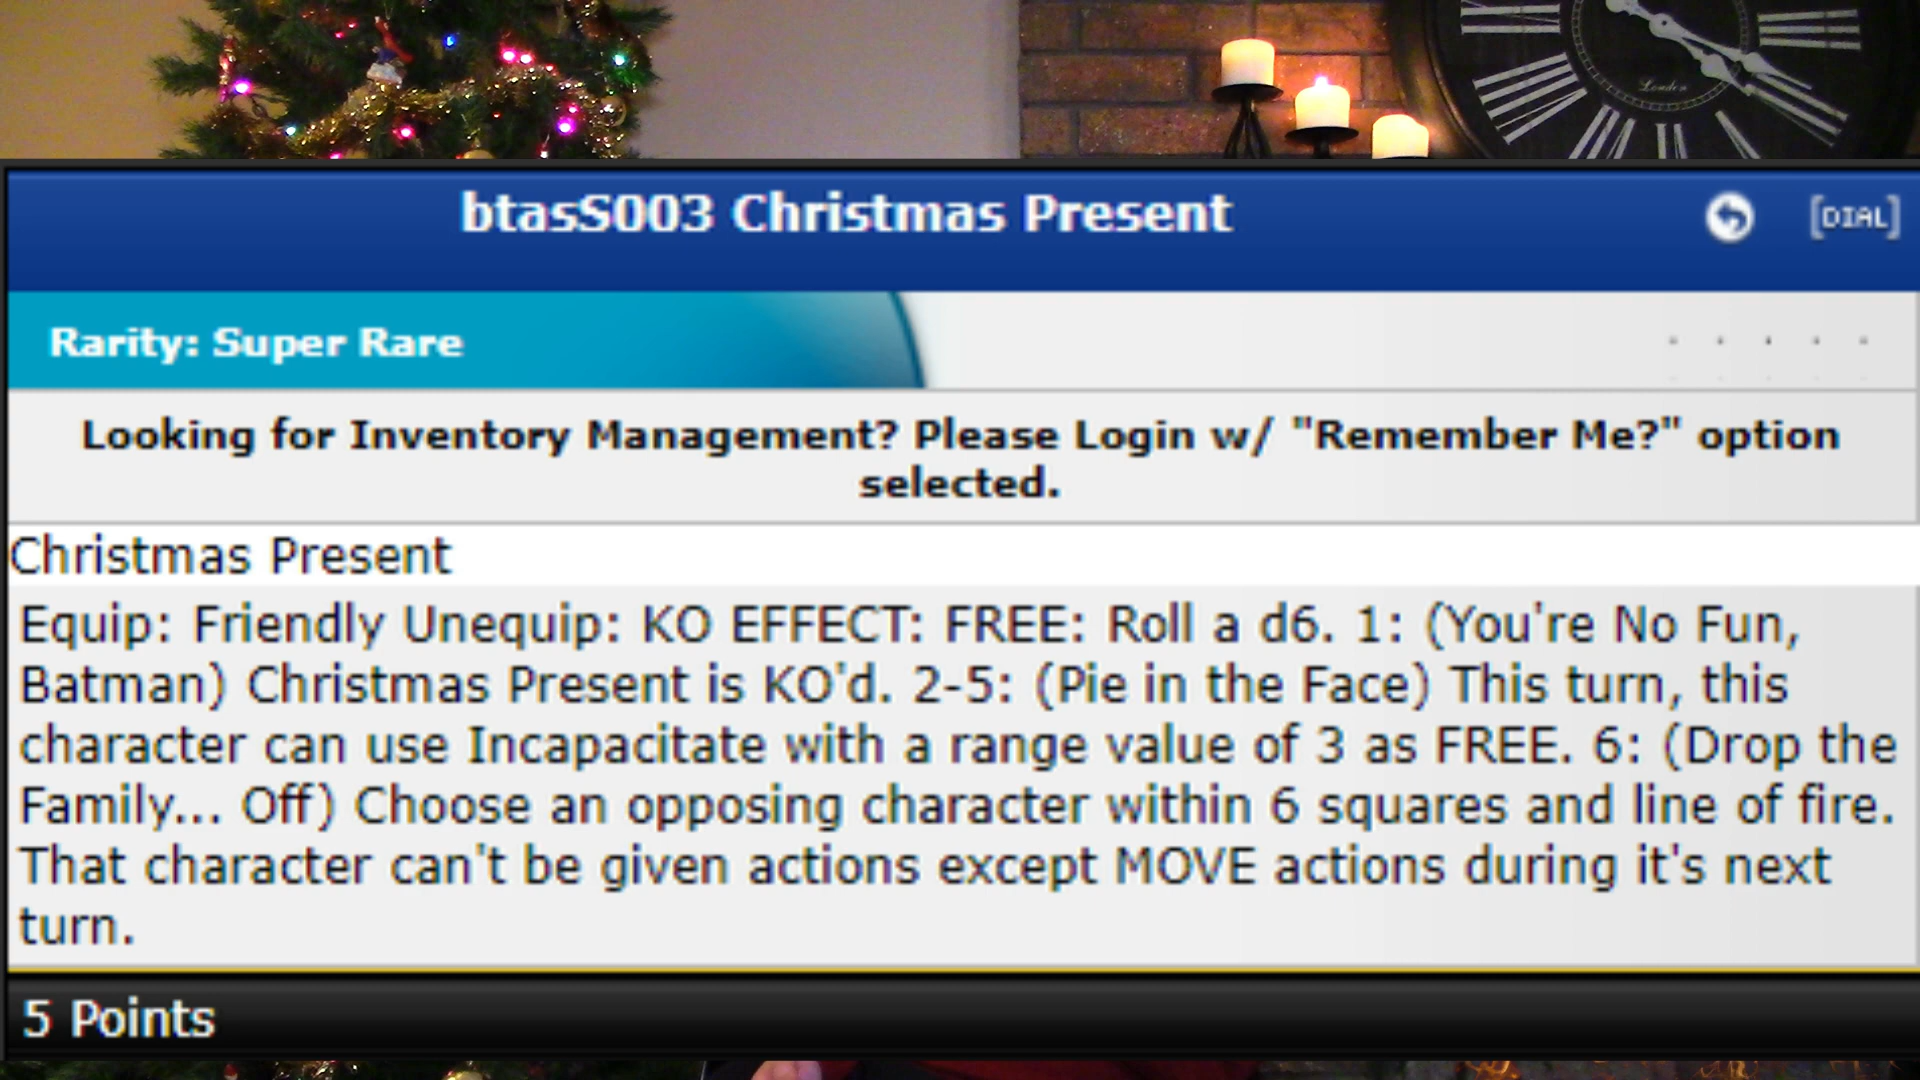 London
btasS003 Christmas Present
[DIAL]
Rarity: Super Rare
Looking for Inventory Management? Please Login w/ "Remember Me?" option
selected.
Christmas Present
Equip: Friendly Unequip: KO EFFECT: FREE: Roll a d6. 1: (You're No Fun,
Batman) Christmas Present is KO'd. 2-5: (Pie in the Face) This turn, this
character can use Incapacitate with a range value of 3 as FREE. 6: (Drop the
Family... Off) Choose an opposing character within 6 squares and line of fire.
That character can't be given actions except MOVE actions during it's next
turn.
5 Points